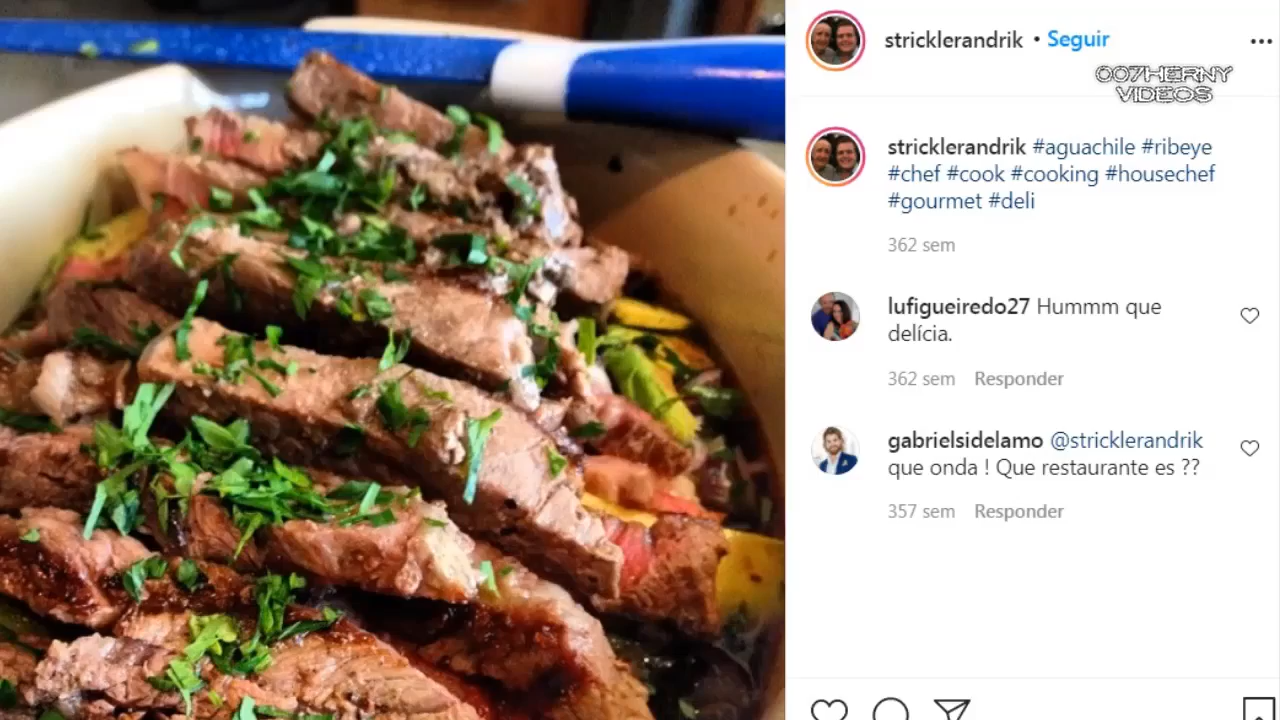 stricklerandrik • Seguir
007HERNY
VIDEOS
stricklerandrik #aguachile #ribeye
#chef #cook #cooking #housechef
#gourmet #deli
362 sem
lufigueiredo27 Hummm que
delícia.
362 sem Responder
gabrielsidelamo @stricklerandrik
que onda ! Que restaurante es ??
357 sem Responder